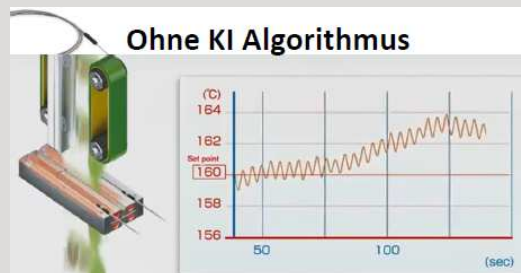 Ohne KI Algorithmus
(℃)
164
162
Set point
160
158
156
50
100
(sec)